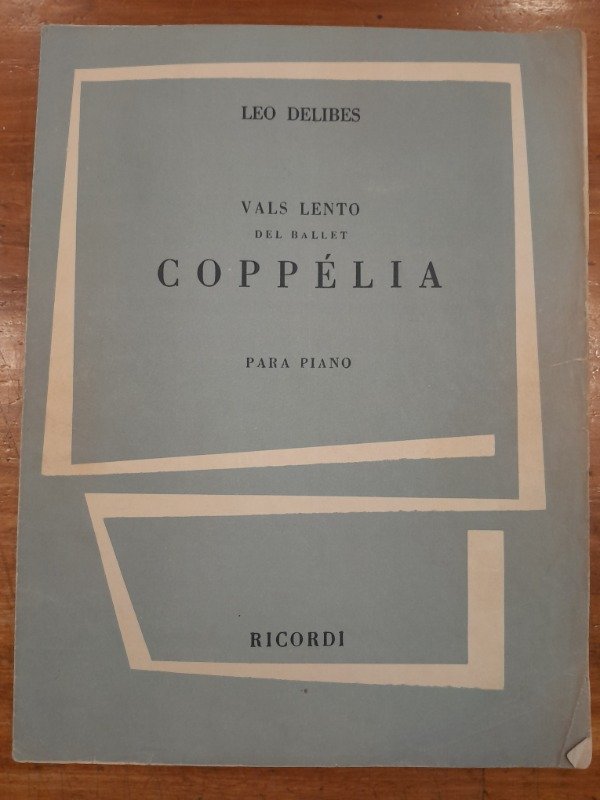 LEO DELIBES
VALS LENTO
DEL BALLET
COPPÉLIA
PARA PIANO
RICORDI